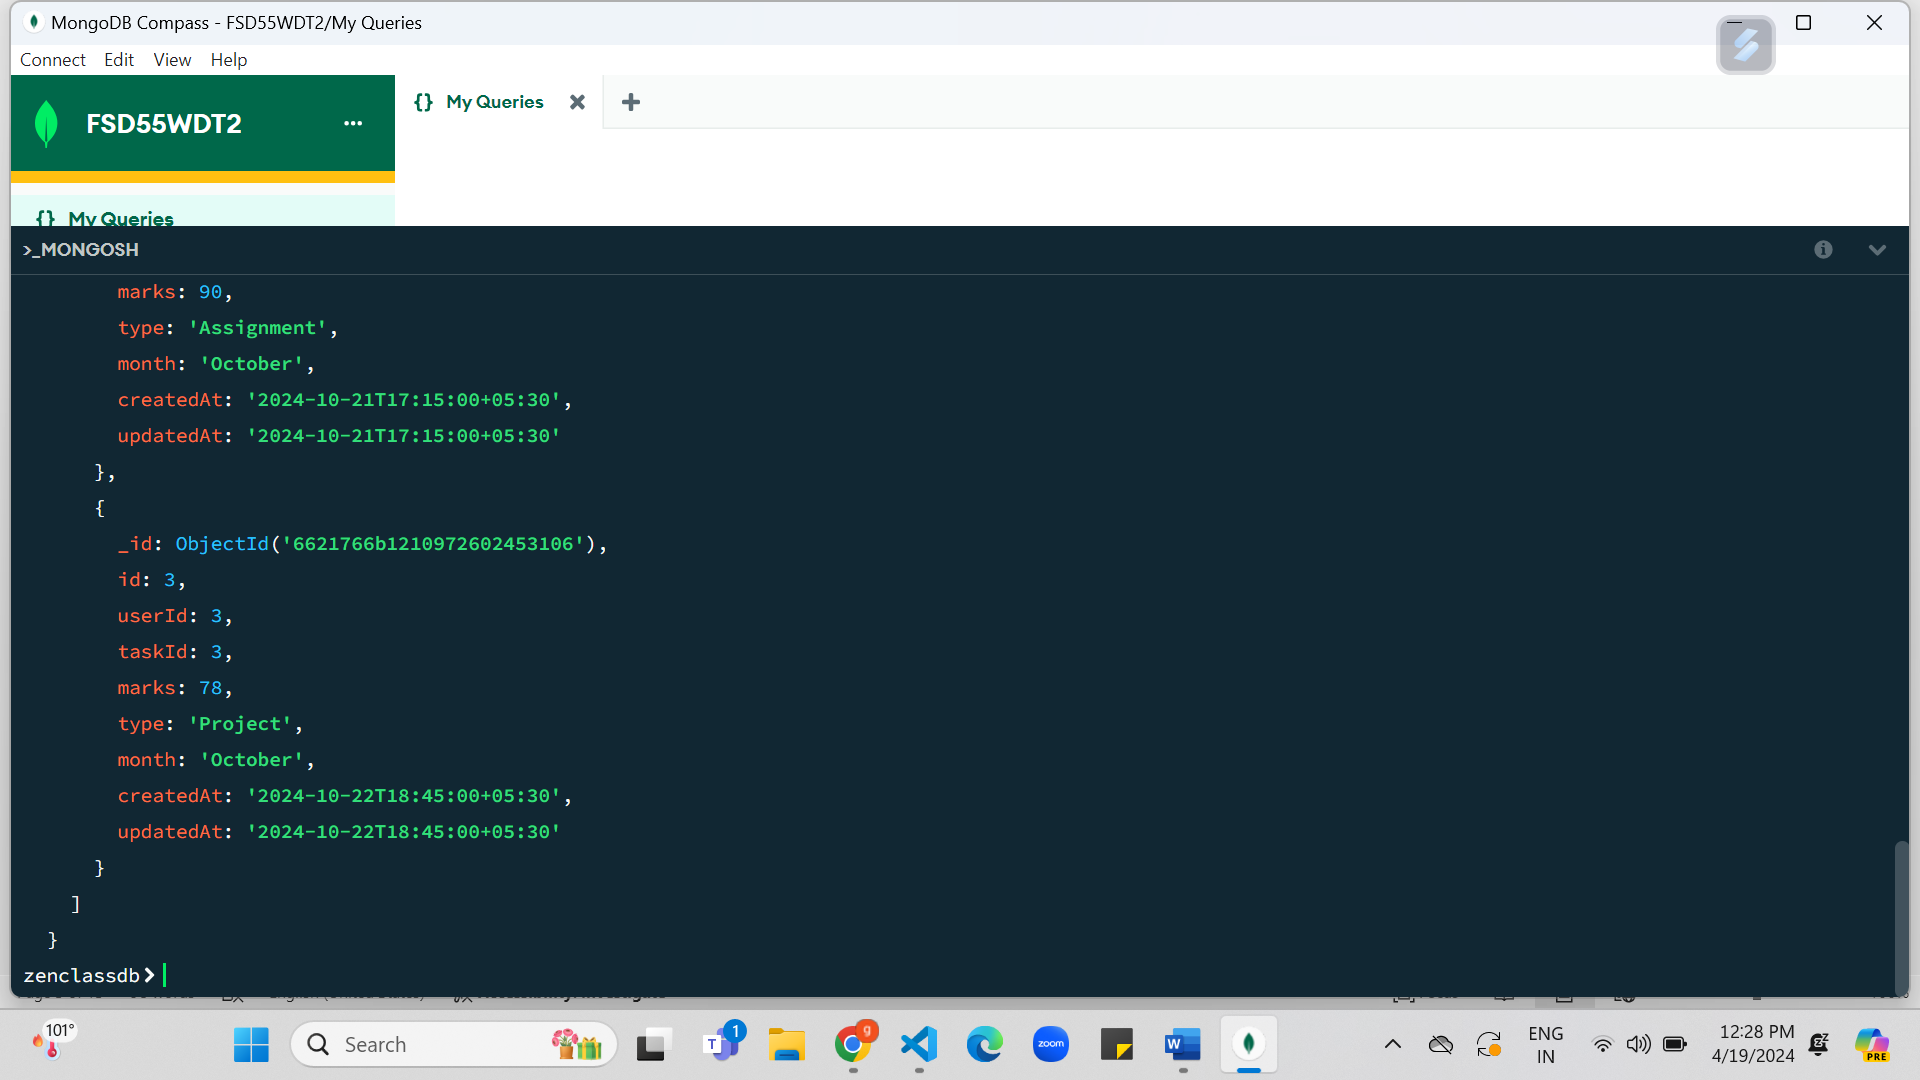 MongoDB Compass - FSD55WDT2/My Queries
Connect Edit View Help
FSD55WDT2 ...
{} My Queries
{} My Queries
>_MONGOSH
marks: 90,
type: 'Assignment',
month: 'October',
createdAt: '2024-10-21T17:15:00+05:30',
updatedAt: '2024-10-21T17:15:00+05:30'
},
{
_id: ObjectId('6621766b1210972602453106'),
id: 3,
userId: 3,
taskId: 3,
marks: 78,
type: 'Project',
month: 'October',
createdAt: '2024-10-22T18:45:00+05:30',
updatedAt: '2024-10-22T18:45:00+05:30'
}
]
}
zenclassdb>
101°
Search
T
1
g
zoom
W
ENG
IN
12:28 PM
4/19/2024
PRE